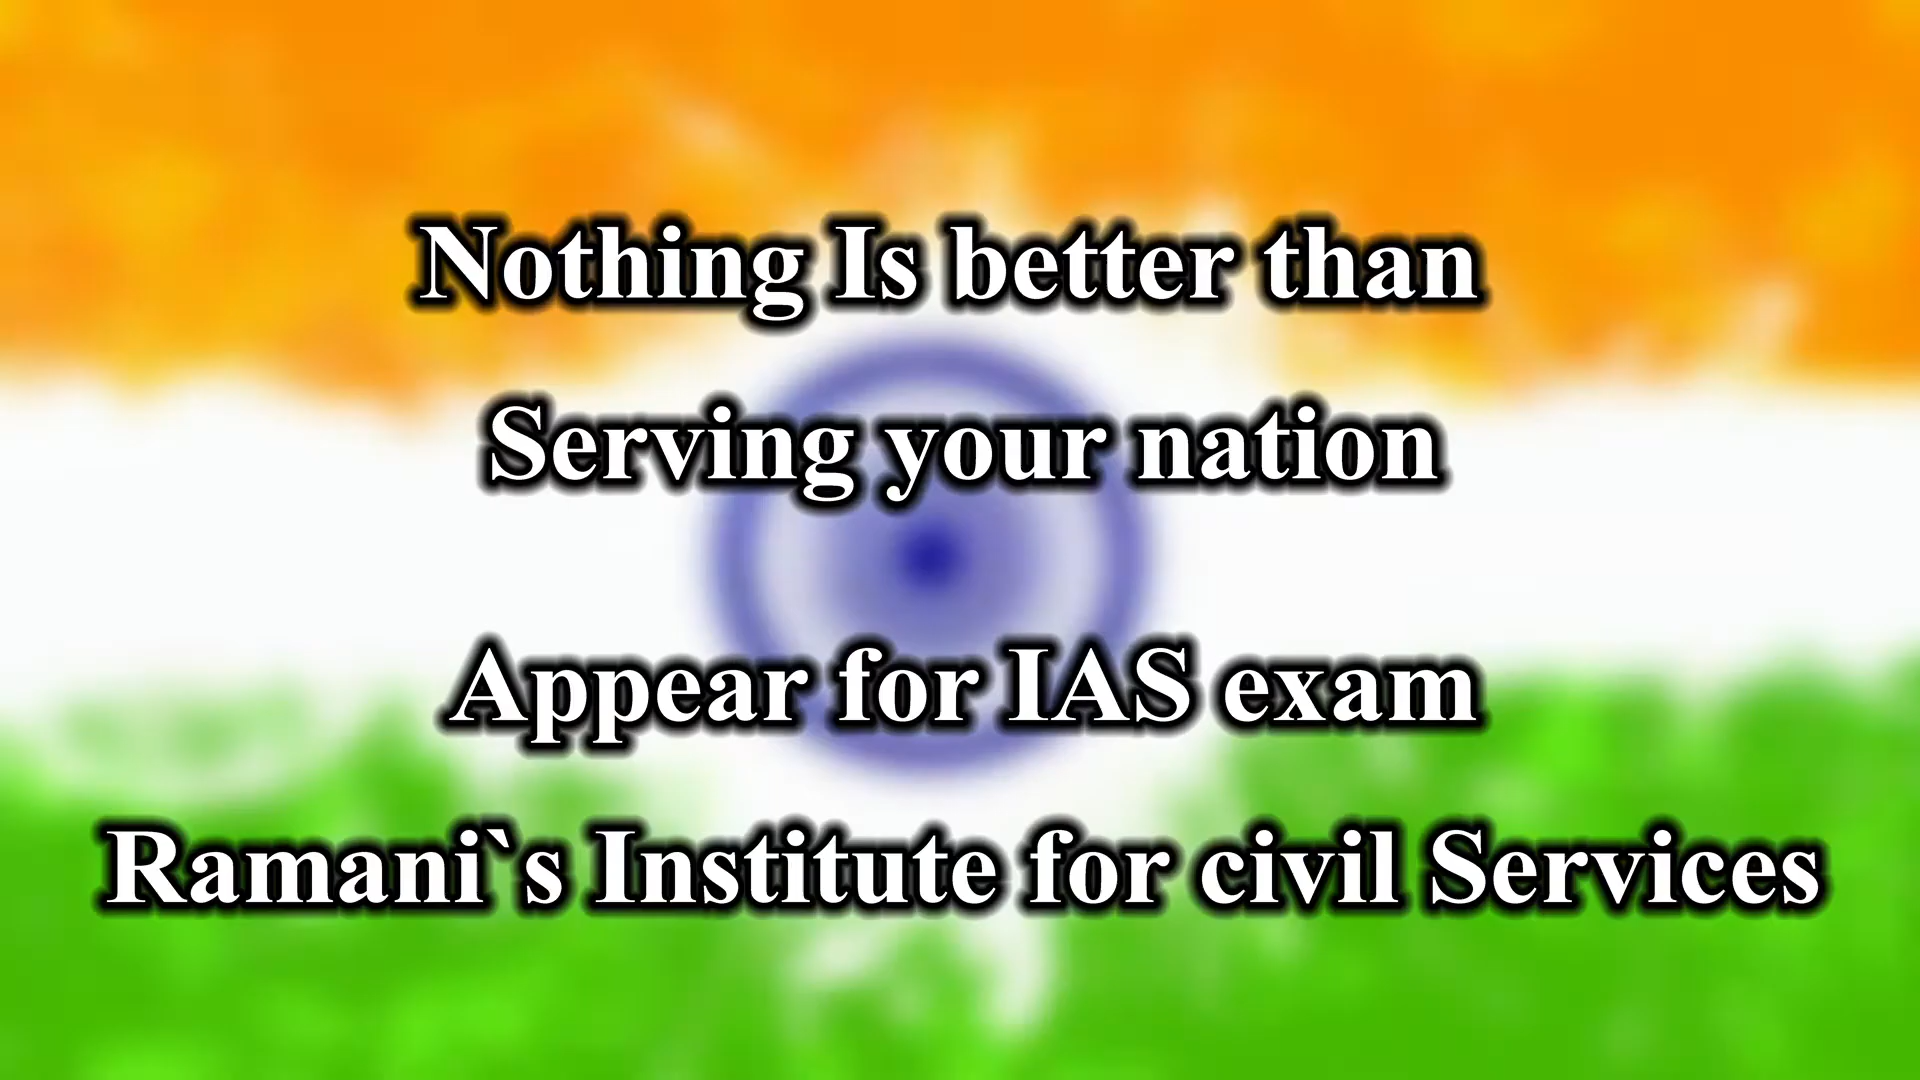 Nothing Is better than
Serving your nation
Appear for IAS exam
Ramani`s Institute for civil Services